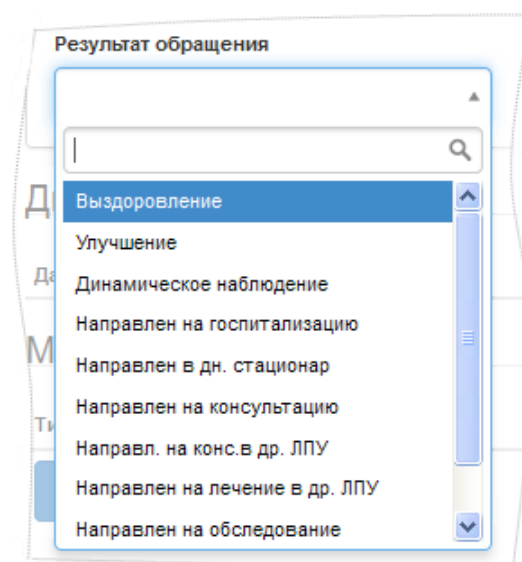 Результат обращения
Выздоровление
Улучшение
Динамическое наблюдение
Направлен на госпитализацию
Направлен в дн. стационар
Направлен на консультацию
Направл. на конс.в др. ЛПУ
Направлен на лечение в др. ЛПУ
Направлен на обследование